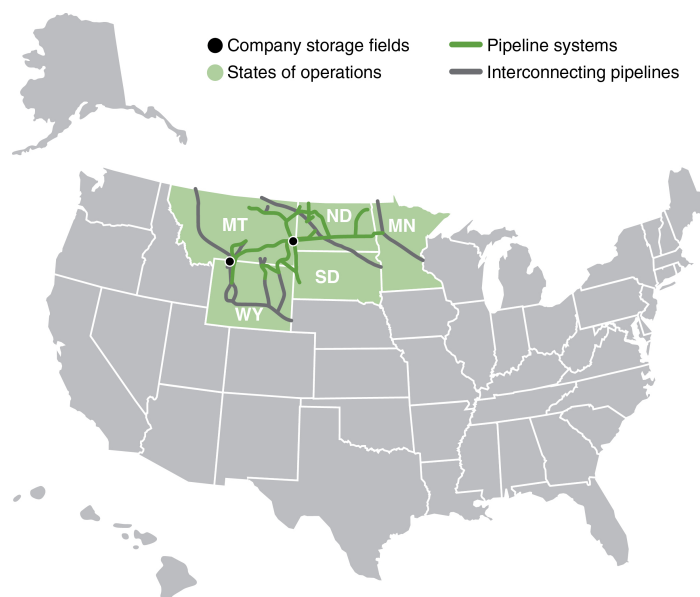 Company storage fields
Pipeline systems
States of operations
Interconnecting pipelines
MT
ND
MN
SD
WY